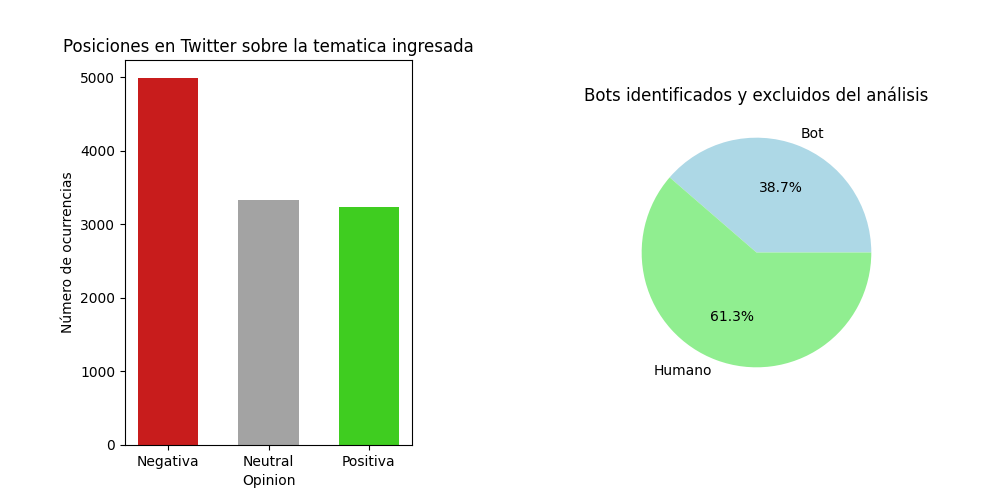 Posiciones en Twitter sobre la tematica ingresada
Número de ocurrencias
5000
4000
3000
2000
1000
0
Negativa
Neutral
Positiva
Opinion
Bots identificados y excluidos del análisis
Bot
38.7%
61.3%
Humano